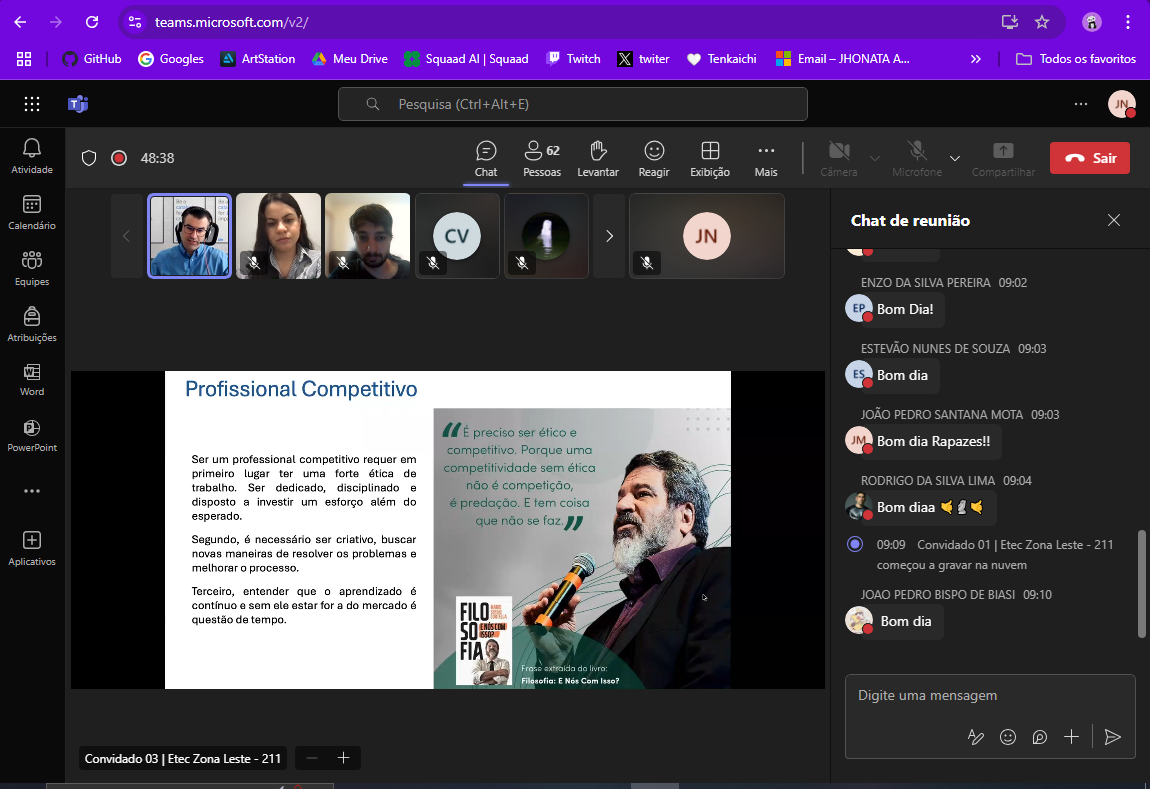 teams.microsoft.com/v2/
GitHub
Googles
ArtStation
Meu Drive
Squaad AI | Squaad
Twitch
twiter
Tenkaichi
Email – JHONATA A...
»
Todos os favoritos
Pesquisa (Ctrl+Alt+E)
JN
Atividade
Calendário
Equipes
Atribuições
Word
PowerPoint
Aplicativos
48:38
Chat
62
Pessoas
Levantar
Reagir
Exibição
Mais
Câmera
Microfone
Compartilhar
Sair
CV
JN
Profissional Competitivo
Ser um profissional competitivo requer em
primeiro lugar ter uma forte ética de
trabalho. Ser dedicado, disciplinado e
disposto a investir um esforço além do
esperado.
Segundo, é necessário ser criativo, buscar
novas maneiras de resolver os problemas e
melhorar o processo.
Terceiro, entender que o aprendizado é
contínuo e sem ele estar for a do mercado é
questão de tempo.
“É preciso ser ético e
competitivo. Porque uma
competitividade sem ética
não é competição,
é predação. E tem coisa
que não se faz.”
FILO
SO
FIA
E NÓS COM
ISSO?
Frase extraída do livro:
Filosofia: E Nós Com Isso?
Convidado 03 | Etec Zona Leste - 211
Chat de reunião
ENZO DA SILVA PEREIRA 09:02
EP
Bom Dia!
ESTEVÃO NUNES DE SOUZA 09:03
ES
Bom dia
JOÃO PEDRO SANTANA MOTA 09:03
JM
Bom dia Rapazes!!
RODRIGO DA SILVA LIMA 09:04
Bom diaa 🤙🗿🤙
09:09 Convidado 01 | Etec Zona Leste - 211
começou a gravar na nuvem
JOAO PEDRO BISPO DE BIASI 09:10
Bom dia
Digite uma mensagem